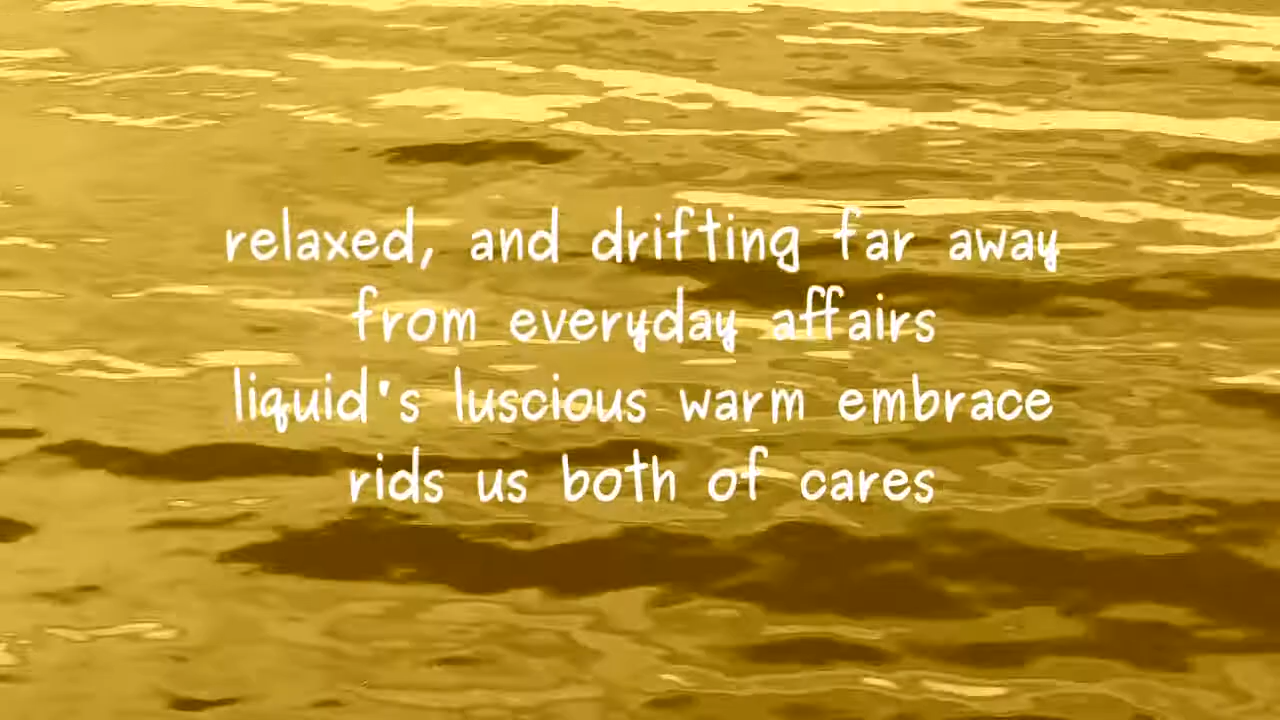 relaxed, and drifting far away
from everyday affairs
liquid's luscious warm embrace
rids us both of cares